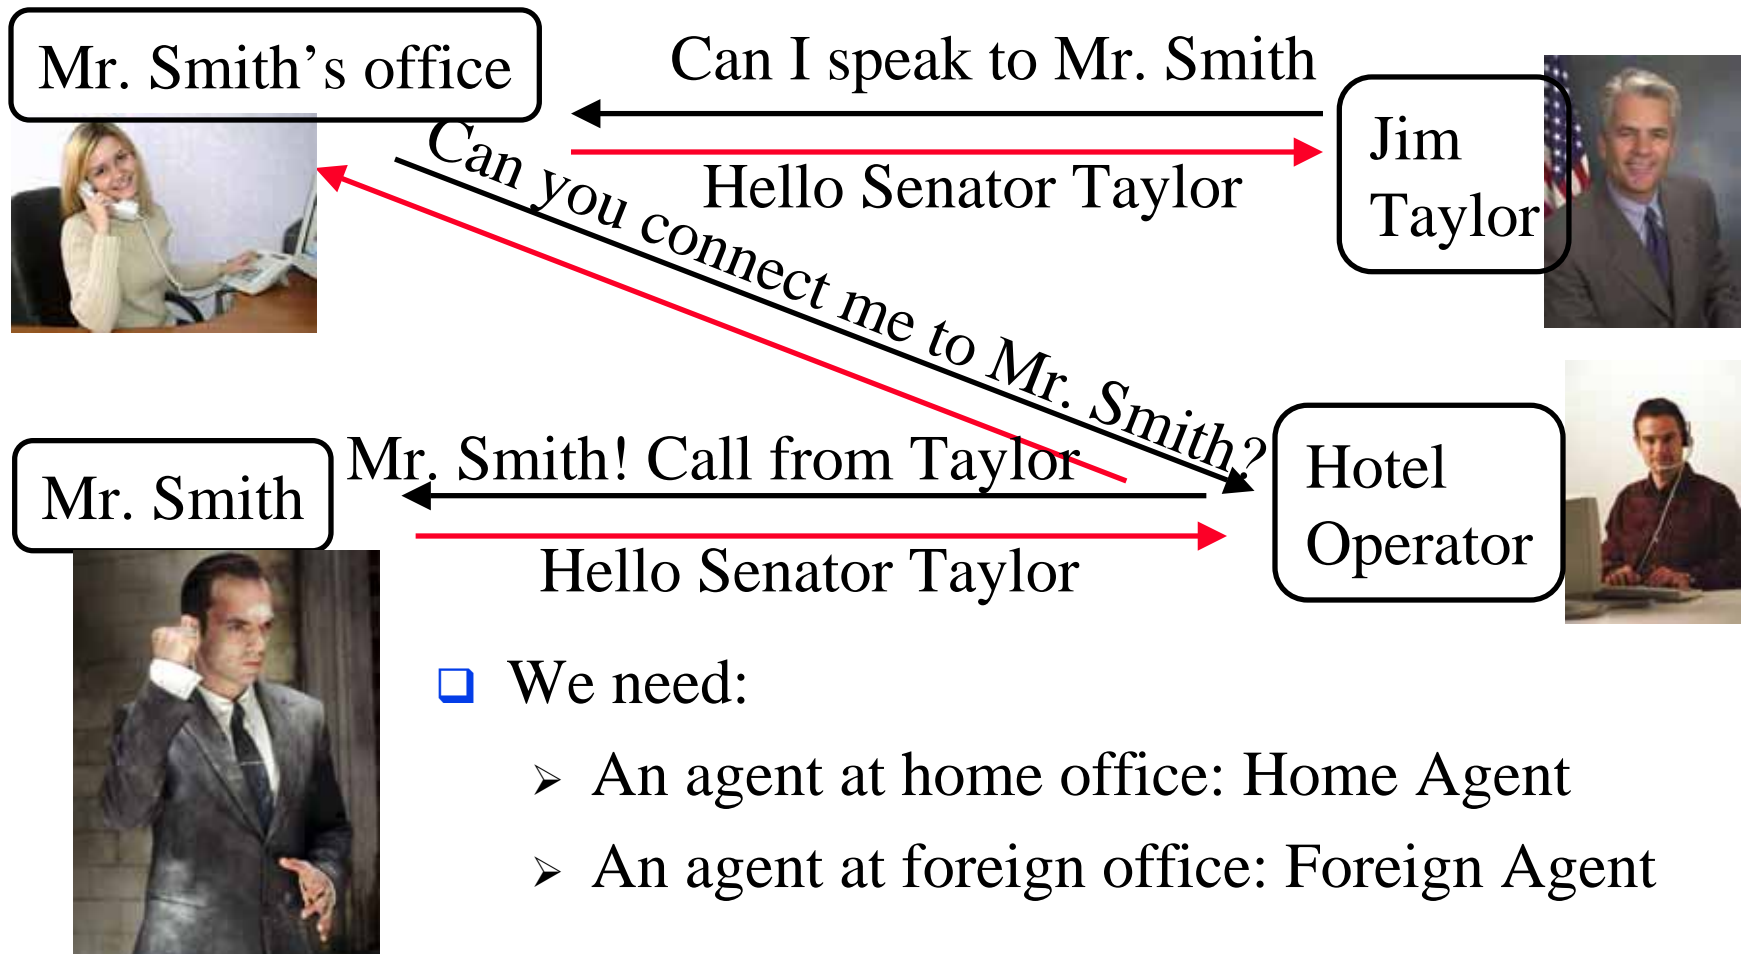 Mr. Smith's office
Can I speak to Mr. Smith
Jim
Taylor
Hello Senator Taylor
Can you connect me to Mr. Smith?
Mr. Smith
Mr. Smith! Call from Taylor
Hotel
Operator
Hello Senator Taylor
We need:
An agent at home office: Home Agent
An agent at foreign office: Foreign Agent